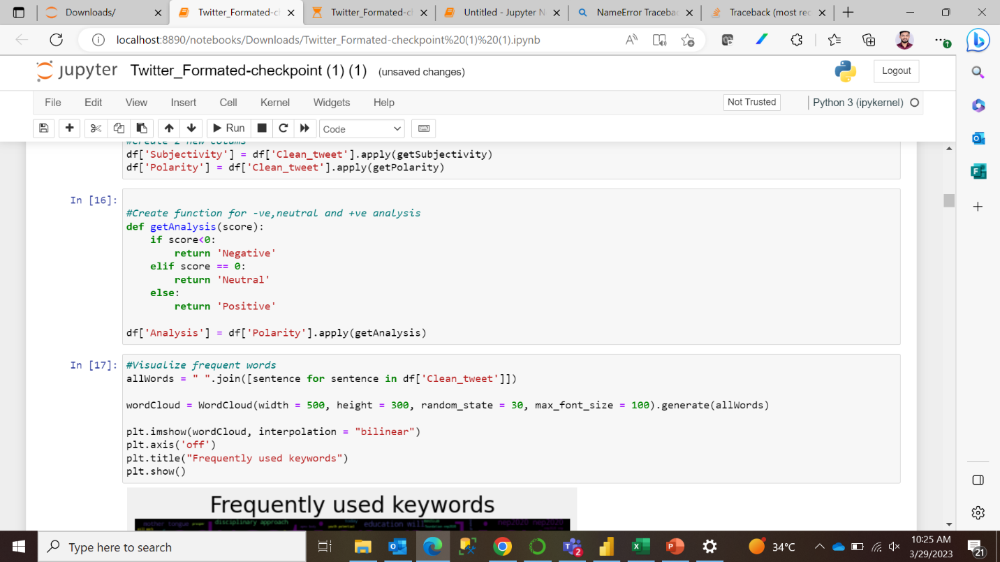 Downloads/
Twitter_Formated-c
Twitter_Formated-c
Untitled - Jupyter N
NameError Traceba
Traceback (most rec
localhost:8890/notebooks/Downloads/Twitter_Formated-checkpoint%20(1)%20(1).ipynb
jupyter Twitter_Formated-checkpoint (1) (1) (unsaved changes)
Logout
File Edit View Insert Cell Kernel Widgets Help
Not Trusted
Python 3 (ipykernel)
Run
Code
df['Subjectivity'] = df['Clean_tweet'].apply(getSubjectivity)
df['Polarity'] = df['Clean_tweet'].apply(getPolarity)
In [16]:
#Create function for -ve,neutral and +ve analysis
def getAnalysis(score):
    if score<0:
        return 'Negative'
    elif score == 0:
        return 'Neutral'
    else:
        return 'Positive'
df['Analysis'] = df['Polarity'].apply(getAnalysis)
In [17]:
#Visualize frequent words
allWords = " ".join([sentence for sentence in df['Clean_tweet']])
wordCloud = WordCloud(width = 500, height = 300, random_state = 30, max_font_size = 100).generate(allWords)
plt.imshow(wordCloud, interpolation = "bilinear")
plt.axis('off')
plt.title("Frequently used keywords")
plt.show()
Frequently used keywords
mother tongue
disciplinary approach
education will
nep2020 nep2020
Type here to search
2
34°C
10:25 AM
3/29/2023
21